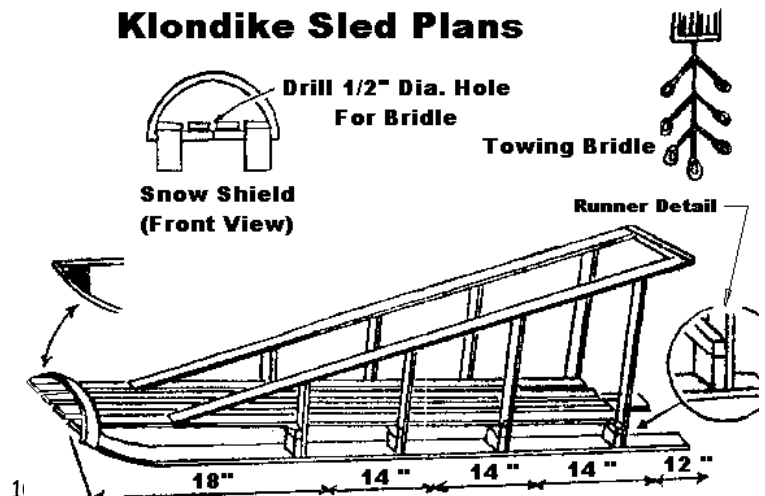 Klondike Sled Plans
Drill 1/2" Dia. Hole
For Bridle
Towing Bridle
Snow Shield
(Front View)
Runner Detail
18" 14 " 14 " 14 " 12 "